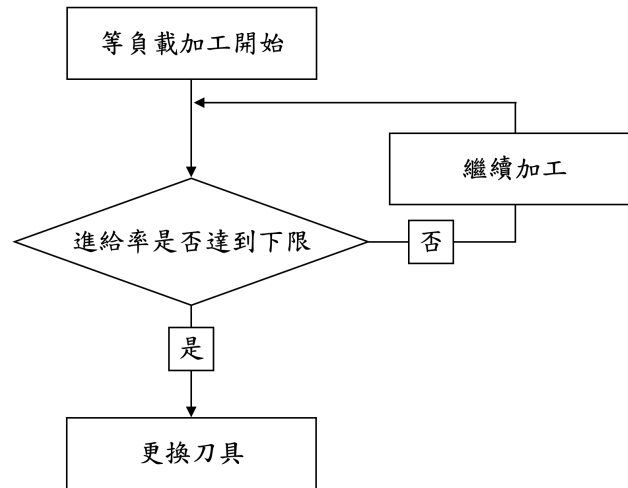 等負載加工開始
繼續加工
進給率是否達到下限
否
是
更換刀具